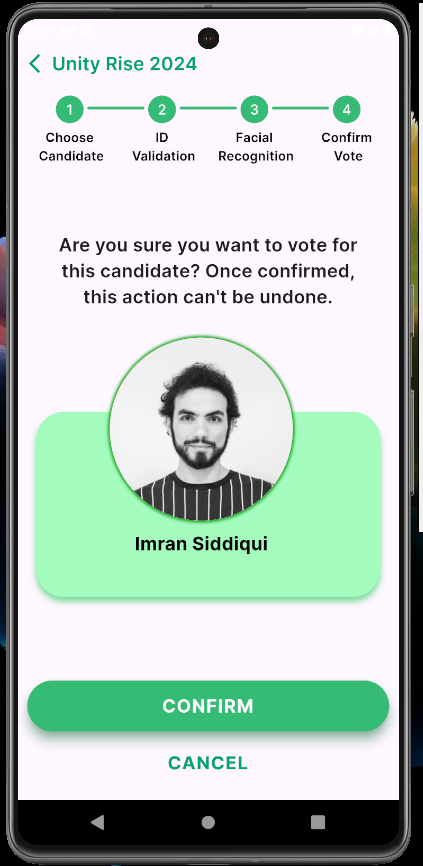 Unity Rise 2024
1 2 3 4
Choose Candidate
ID Validation
Facial Recognition
Confirm Vote
Are you sure you want to vote for
this candidate? Once confirmed,
this action can't be undone.
Imran Siddiqui
CONFIRM
CANCEL